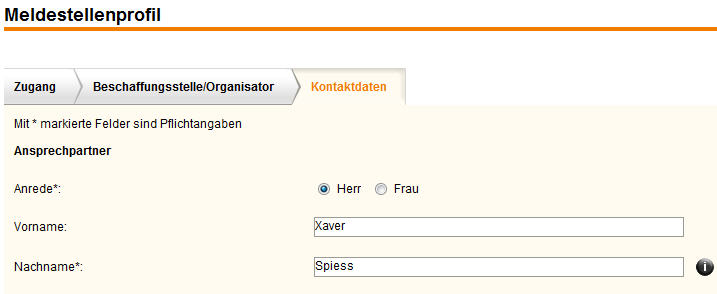 Meldestellenprofil
Zugang Beschaffungsstelle/Organisator Kontaktdaten
Mit * markierte Felder sind Pflichtangaben
Ansprechpartner
Anrede*: Herr Frau
Vorname: Xaver
Nachname*: Spiess i